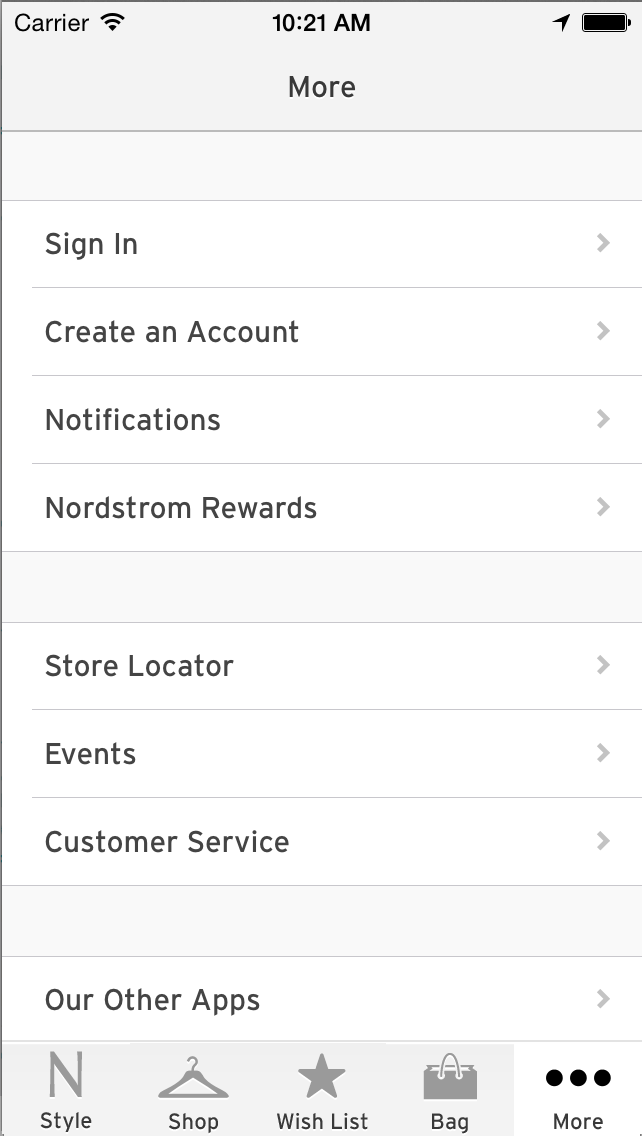 Carrier 10:21 AM
More
Sign In
Create an Account
Notifications
Nordstrom Rewards
Store Locator
Events
Customer Service
Our Other Apps
N
Style Shop Wish List Bag More